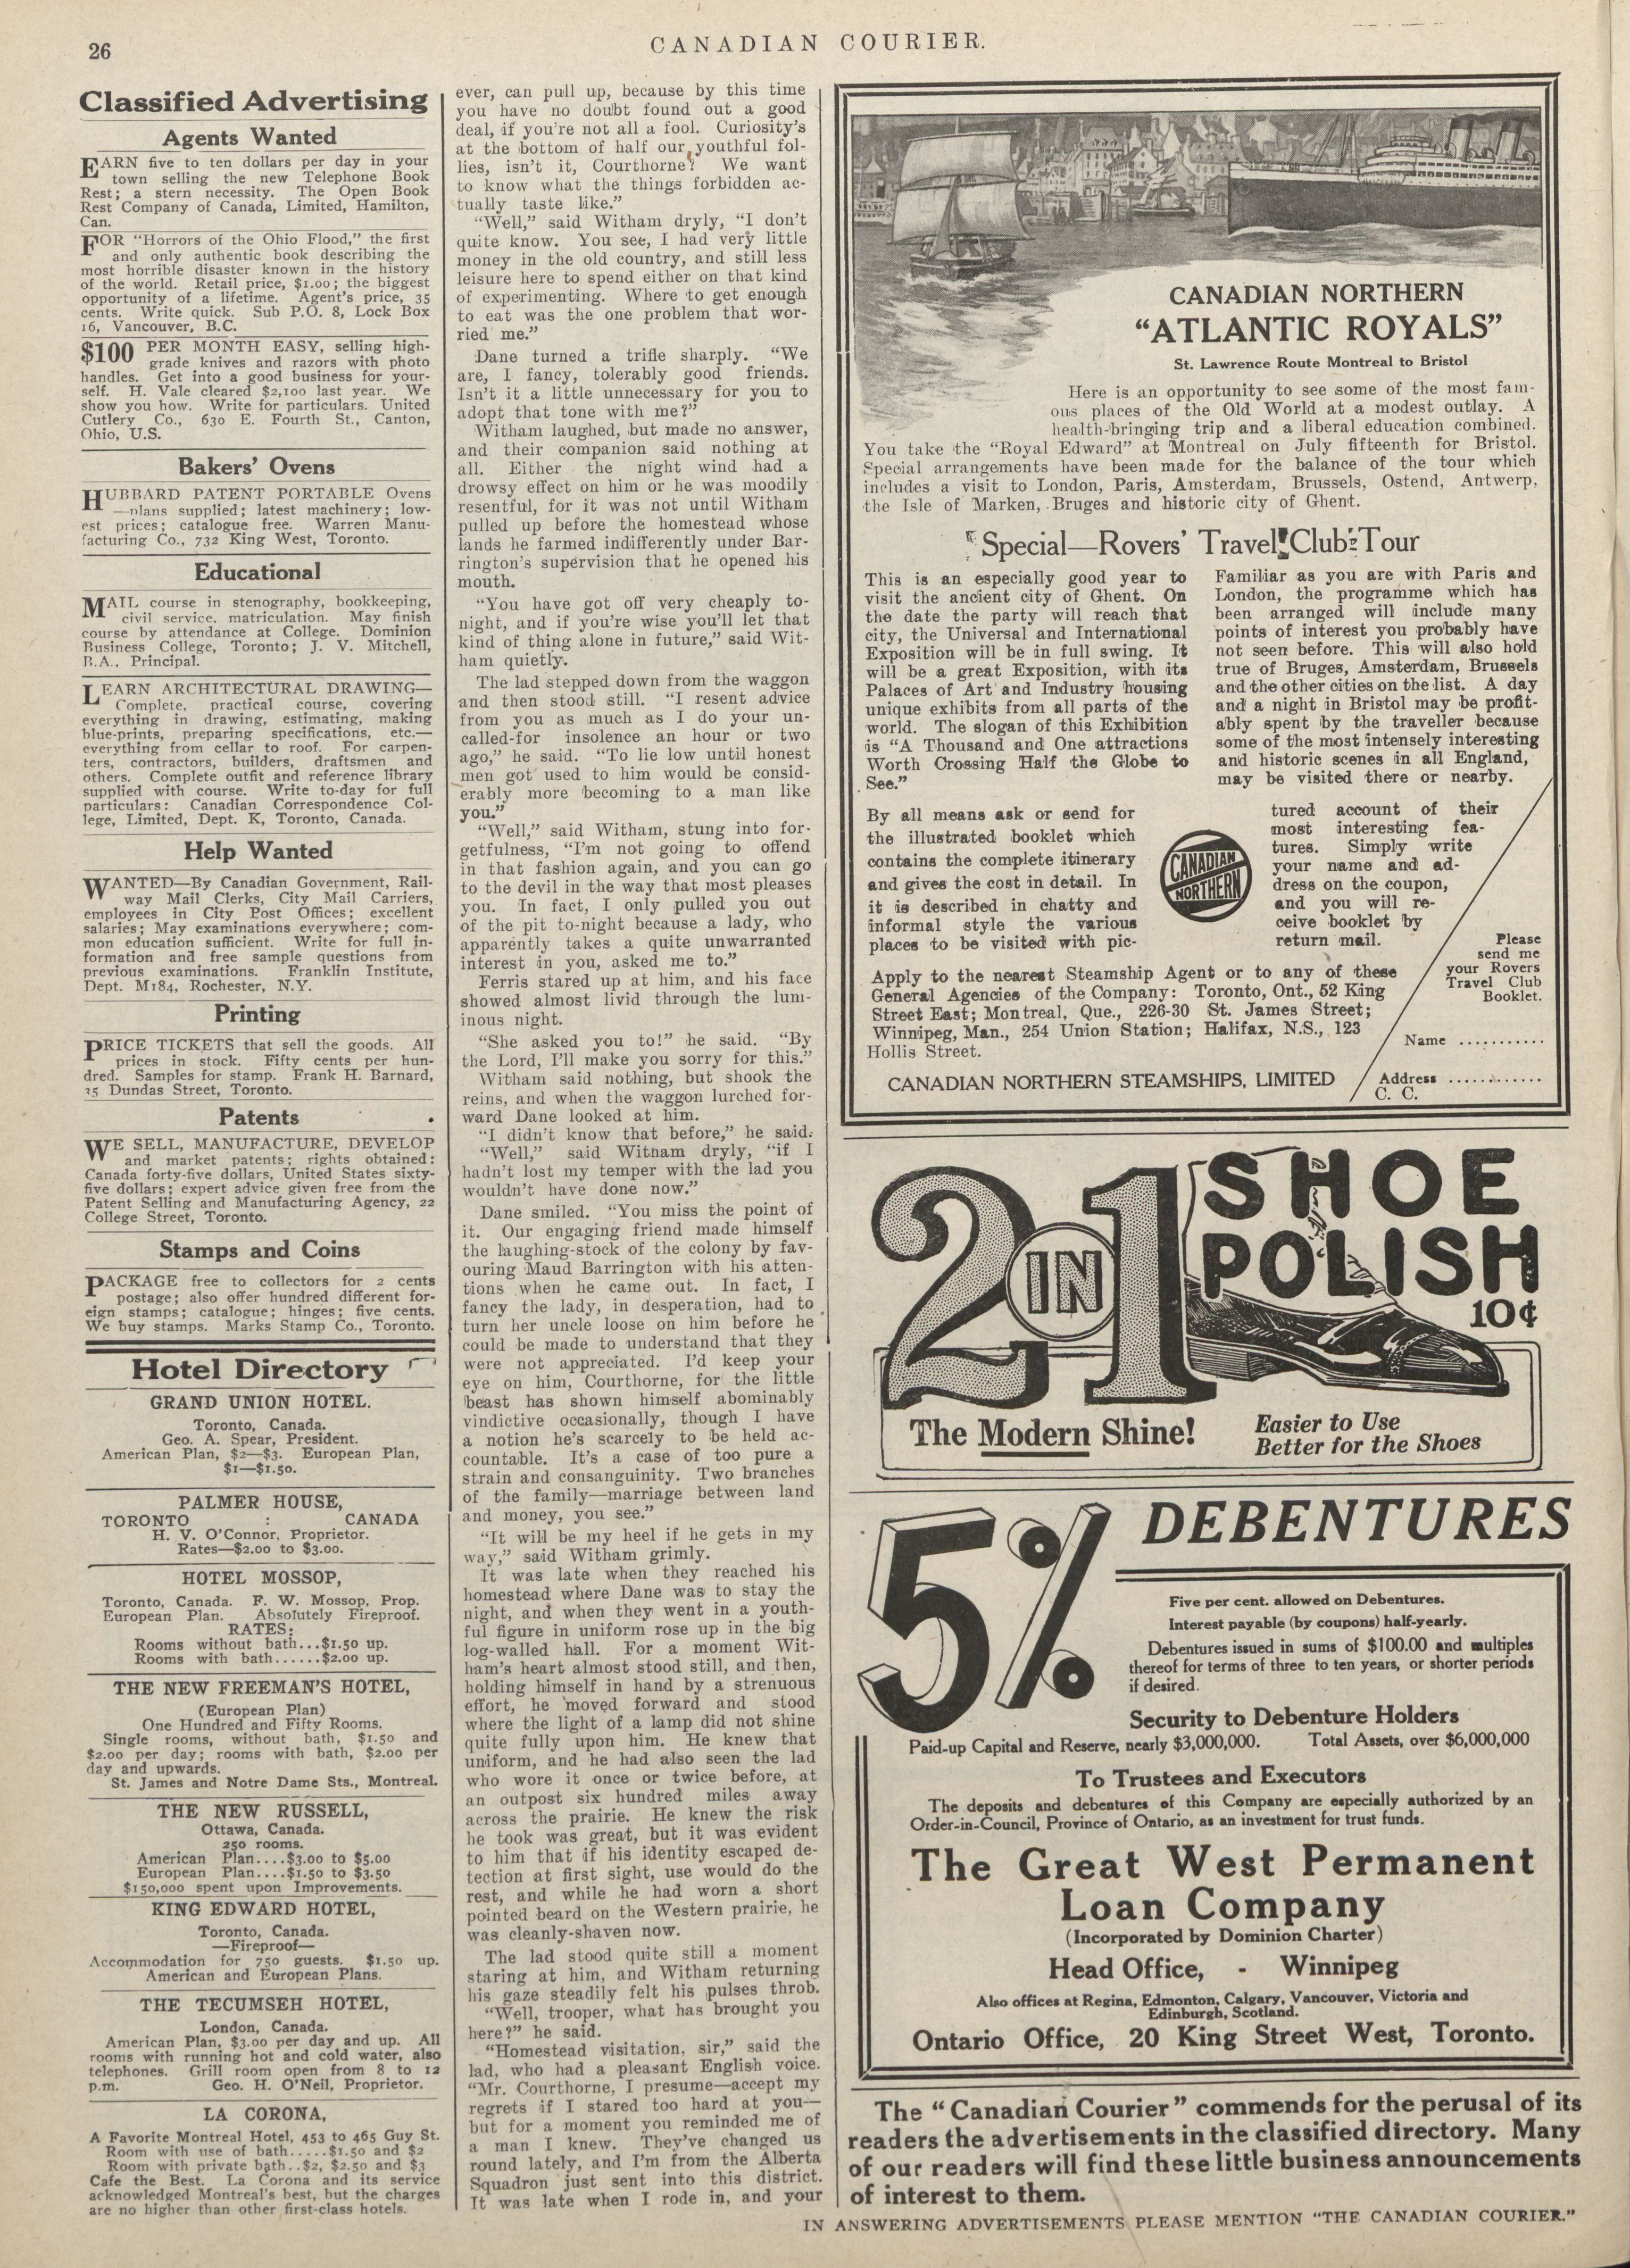 26
CANADIAN COURIER.
Classified Advertising
Agents Wanted
EARN five to ten dollars per day in your
town selling the new Telephone Book
Rest; a stern necessity. The Open Book
Rest Company of Canada, Limited, Hamilton,
Can.
FOR "Horrors of the Ohio Flood," the first
and only authentic book describing the
most horrible disaster known in the history
of the world. Retail price, $1.00; the biggest
opportunity of a lifetime. Agent's price, 35
cents. Write quick. Sub P.O. 8, Lock Box
16, Vancouver, B.C.
$100 PER MONTH EASY, selling high-
grade knives and razors with photo
handles. Get into a good business for your-
self. H. Vale cleared $2,100 last year. We
show you how. Write for particulars. United
Cutlery Co., 630 E. Fourth St., Canton,
Ohio, U.S.
Bakers' Ovens
HUBBARD PATENT PORTABLE Ovens
—plans supplied; latest machinery; low-
est prices; catalogue free. Warren Manu-
facturing Co., 732 King West, Toronto.
Educational
MAIL course in stenography, bookkeeping,
civil service, matriculation. May finish
course by attendance at College. Dominion
Business College, Toronto; J. V. Mitchell,
B.A., Principal.
LEARN ARCHITECTURAL DRAWING—
Complete, practical course, covering
everything in drawing, estimating, making
blue-prints, preparing specifications, etc.—
everything from cellar to roof. For carpen-
ters, contractors, builders, draftsmen and
others. Complete outfit and reference library
supplied with course. Write to-day for full
particulars: Canadian Correspondence Col-
lege, Limited, Dept. K, Toronto, Canada.
Help Wanted
WANTED—By Canadian Government, Rail-
way Mail Clerks, City Mail Carriers,
employees in City Post Offices; excellent
salaries; May examinations everywhere; com-
mon education sufficient. Write for full in-
formation and free sample questions from
previous examinations. Franklin Institute,
Dept. M184, Rochester, N.Y.
Printing
PRICE TICKETS that sell the goods. All
prices in stock. Fifty cents per hun-
dred. Samples for stamp. Frank H. Barnard,
35 Dundas Street, Toronto.
Patents
WE SELL, MANUFACTURE, DEVELOP
and market patents; rights obtained:
Canada forty-five dollars, United States sixty-
five dollars; expert advice given free from the
Patent Selling and Manufacturing Agency, 22
College Street, Toronto.
Stamps and Coins
PACKAGE free to collectors for 2 cents
postage; also offer hundred different for-
eign stamps; catalogue; hinges; five cents.
We buy stamps. Marks Stamp Co., Toronto.
Hotel Directory
GRAND UNION HOTEL.
Toronto, Canada.
Geo. A. Spear, President.
American Plan, $2—$3. European Plan,
$1—$1.50.
PALMER HOUSE,
TORONTO : CANADA
H. V. O'Connor, Proprietor.
Rates—$2.00 to $3.00.
HOTEL MOSSOP,
Toronto, Canada. F. W. Mossop, Prop.
European Plan. Absolutely Fireproof.
RATES:
Rooms without bath...$1.50 up.
Rooms with bath......$2.00 up.
THE NEW FREEMAN'S HOTEL,
(European Plan)
One Hundred and Fifty Rooms.
Single rooms, without bath, $1.50 and
$2.00 per day; rooms with bath, $2.00 per
day and upwards.
St. James and Notre Dame Sts., Montreal.
THE NEW RUSSELL,
Ottawa, Canada.
250 rooms.
American Plan....$3.00 to $5.00
European Plan....$1.50 to $3.50
$150,000 spent upon Improvements.
KING EDWARD HOTEL,
Toronto, Canada.
—Fireproof—
Accommodation for 750 guests. $1.50 up.
American and European Plans.
THE TECUMSEH HOTEL,
London, Canada.
American Plan, $3.00 per day and up. All
rooms with running hot and cold water, also
telephones. Grill room open from 8 to 12
p.m. Geo. H. O'Neil, Proprietor.
LA CORONA,
A Favorite Montreal Hotel, 453 to 465 Guy St.
Room with use of bath.....$1.50 and $2
Room with private bath..$2, $2.50 and $3
Cafe the Best. La Corona and its service
acknowledged Montreal's best, but the charges
are no higher than other first-class hotels.
ever, can pull up, because by this time
you have no doubt found out a good
deal, if you're not all a fool. Curiosity's
at the bottom of half our youthful fol-
lies, isn't it, Courthorne? We want
to know what the things forbidden ac-
tually taste like."
"Well," said Witham dryly, "I don't
quite know. You see, I had very little
money in the old country, and still less
leisure here to spend either on that kind
of experimenting. Where to get enough
to eat was the one problem that wor-
ried me."
Dane turned a trifle sharply. "We
are, I fancy, tolerably good friends.
Isn't it a little unnecessary for you to
adopt that tone with me?"
Witham laughed, but made no answer,
and their companion said nothing at
all. Either the night wind had a
drowsy effect on him or he was moodily
resentful, for it was not until Witham
pulled up before the homestead whose
lands he farmed indifferently under Bar-
rington's supervision that he opened his
mouth.
"You have got off very cheaply to-
night, and if you're wise you'll let that
kind of thing alone in future," said Wit-
ham quietly.
The lad stepped down from the waggon
and then stood still. "I resent advice
from you as much as I do your un-
called-for insolence an hour or two
ago," he said. "To lie low until honest
men got used to him would be consid-
erably more becoming to a man like
you."
"Well," said Witham, stung into for-
getfulness, "I'm not going to offend
in that fashion again, and you can go
to the devil in the way that most pleases
you. In fact, I only pulled you out
of the pit to-night because a lady, who
apparently takes a quite unwarranted
interest in you, asked me to."
Ferris stared up at him, and his face
showed almost livid through the lum-
inous night.
"She asked you to!" he said. "By
the Lord, I'll make you sorry for this."
Witham said nothing, but shook the
reins, and when the waggon lurched for-
ward Dane looked at him.
"I didn't know that before," he said.
"Well," said Witham dryly, "if I
hadn't lost my temper with the lad you
wouldn't have done now."
Dane smiled. "You miss the point of
it. Our engaging friend made himself
the laughing-stock of the colony by fav-
ouring Maud Barrington with his atten-
tions when he came out. In fact, I
fancy the lady, in desperation, had to
turn her uncle loose on him before he
could be made to understand that they
were not appreciated. I'd keep your
eye on him, Courthorne, for the little
beast has shown himself abominably
vindictive occasionally, though I have
a notion he's scarcely to be held ac-
countable. It's a case of too pure a
strain and consanguinity. Two branches
of the family—marriage between land
and money, you see."
"It will be my heel if he gets in my
way," said Witham grimly.
It was late when they reached his
homestead where Dane was to stay the
night, and when they went in a youth-
ful figure in uniform rose up in the big
log-walled hall. For a moment Wit-
ham's heart almost stood still, and then,
holding himself in hand by a strenuous
effort, he moved forward and stood
where the light of a lamp did not shine
quite fully upon him. He knew that
uniform, and he had also seen the lad
who wore it once or twice before, at
an outpost six hundred miles away
across the prairie. He knew the risk
he took was great, but it was evident
to him that if his identity escaped de-
tection at first sight, use would do the
rest, and while he had worn a short
pointed beard on the Western prairie, he
was cleanly-shaven now.
The lad stood quite still a moment
staring at him, and Witham returning
his gaze steadily felt his pulses throb.
"Well, trooper, what has brought you
here?" he said.
"Homestead visitation, sir," said the
lad, who had a pleasant English voice.
"Mr. Courthorne, I presume—accept my
regrets if I stared too hard at you—
but for a moment you reminded me of
a man I knew. They've changed us
round lately, and I'm from the Alberta
Squadron just sent into this district.
It was late when I rode in, and your
CANADIAN NORTHERN
"ATLANTIC ROYALS"
St. Lawrence Route Montreal to Bristol
Here is an opportunity to see some of the most fam-
ous places of the Old World at a modest outlay. A
health-bringing trip and a liberal education combined.
You take the "Royal Edward" at Montreal on July fifteenth for Bristol.
Special arrangements have been made for the balance of the tour which
includes a visit to London, Paris, Amsterdam, Brussels, Ostend, Antwerp,
the Isle of Marken, Bruges and historic city of Ghent.
Special—Rovers' Travel Club Tour
This is an especially good year to
visit the ancient city of Ghent. On
the date the party will reach that
city, the Universal and International
Exposition will be in full swing. It
will be a great Exposition, with its
Palaces of Art and Industry housing
unique exhibits from all parts of the
world. The slogan of this Exhibition
is "A Thousand and One attractions
Worth Crossing Half the Globe to
See."
Familiar as you are with Paris and
London, the programme which has
been arranged will include many
points of interest you probably have
not seen before. This will also hold
true of Bruges, Amsterdam, Brussels
and the other cities on the list. A day
and a night in Bristol may be profit-
ably spent by the traveller because
some of the most intensely interesting
and historic scenes in all England,
may be visited there or nearby.
By all means ask or send for
the illustrated booklet which
contains the complete itinerary
and gives the cost in detail. In
it is described in chatty and
informal style the various
places to be visited with pic-
CANADIAN
NORTHERN
tured account of their
most interesting fea-
tures. Simply write
your name and ad-
dress on the coupon,
and you will re-
ceive booklet by
return mail.
Please
send me
your Rovers
Travel Club
Booklet.
Apply to the nearest Steamship Agent or to any of these
General Agencies of the Company: Toronto, Ont., 52 King
Street East; Montreal, Que., 226-30 St. James Street;
Winnipeg, Man., 254 Union Station; Halifax, N.S., 123
Hollis Street.
Name ...........
CANADIAN NORTHERN STEAMSHIPS, LIMITED
Address ............
C. C.
2 IN 1 SHOE
POLISH
10¢
The Modern Shine!
Easier to Use
Better for the Shoes
5% DEBENTURES
Five per cent. allowed on Debentures.
Interest payable (by coupons) half-yearly.
Debentures issued in sums of $100.00 and multiples
thereof for terms of three to ten years, or shorter periods
if desired.
Security to Debenture Holders
Paid-up Capital and Reserve, nearly $3,000,000. Total Assets, over $6,000,000
To Trustees and Executors
The deposits and debentures of this Company are especially authorized by an
Order-in-Council, Province of Ontario, as an investment for trust funds.
The Great West Permanent
Loan Company
(Incorporated by Dominion Charter)
Head Office, - Winnipeg
Also offices at Regina, Edmonton, Calgary, Vancouver, Victoria and
Edinburgh, Scotland.
Ontario Office, 20 King Street West, Toronto.
The "Canadian Courier" commends for the perusal of its
readers the advertisements in the classified directory. Many
of our readers will find these little business announcements
of interest to them.
IN ANSWERING ADVERTISEMENTS PLEASE MENTION "THE CANADIAN COURIER."